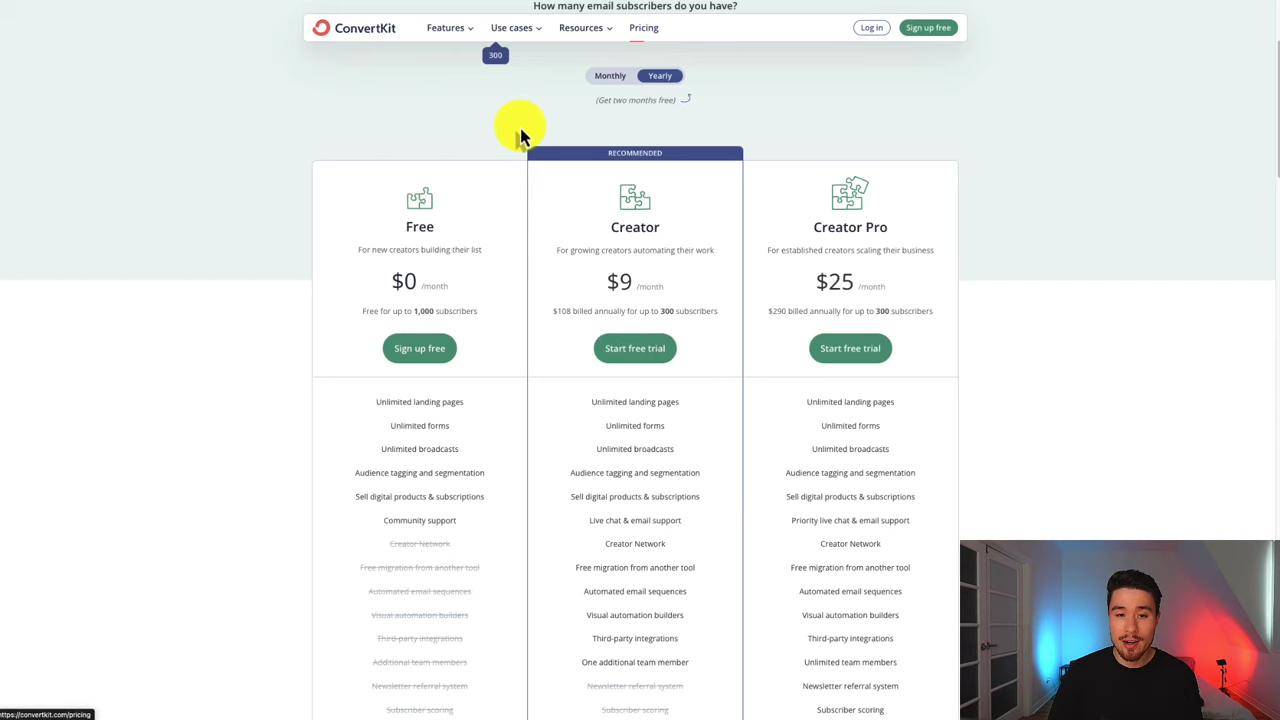 How many email subscribers do you have?
ConvertKit
Features
Use cases
Resources
Pricing
Log in
Sign up free
300
Monthly
Yearly
(Get two months free)
RECOMMENDED
Free
For new creators building their list
$0 /month
Free for up to 1,000 subscribers
Sign up free
Unlimited landing pages
Unlimited forms
Unlimited broadcasts
Audience tagging and segmentation
Sell digital products & subscriptions
Community support
Creator Network
Free migration from another tool
Automated email sequences
Visual automation builders
Third-party integrations
Additional team members
Newsletter referral system
Subscriber scoring
Creator
For growing creators automating their work
$9 /month
$108 billed annually for up to 300 subscribers
Start free trial
Unlimited landing pages
Unlimited forms
Unlimited broadcasts
Audience tagging and segmentation
Sell digital products & subscriptions
Live chat & email support
Creator Network
Free migration from another tool
Automated email sequences
Visual automation builders
Third-party integrations
One additional team member
Newsletter referral system
Subscriber scoring
Creator Pro
For established creators scaling their business
$25 /month
$290 billed annually for up to 300 subscribers
Start free trial
Unlimited landing pages
Unlimited forms
Unlimited broadcasts
Audience tagging and segmentation
Sell digital products & subscriptions
Priority live chat & email support
Creator Network
Free migration from another tool
Automated email sequences
Visual automation builders
Third-party integrations
Unlimited team members
Newsletter referral system
Subscriber scoring
https://convertkit.com/pricing